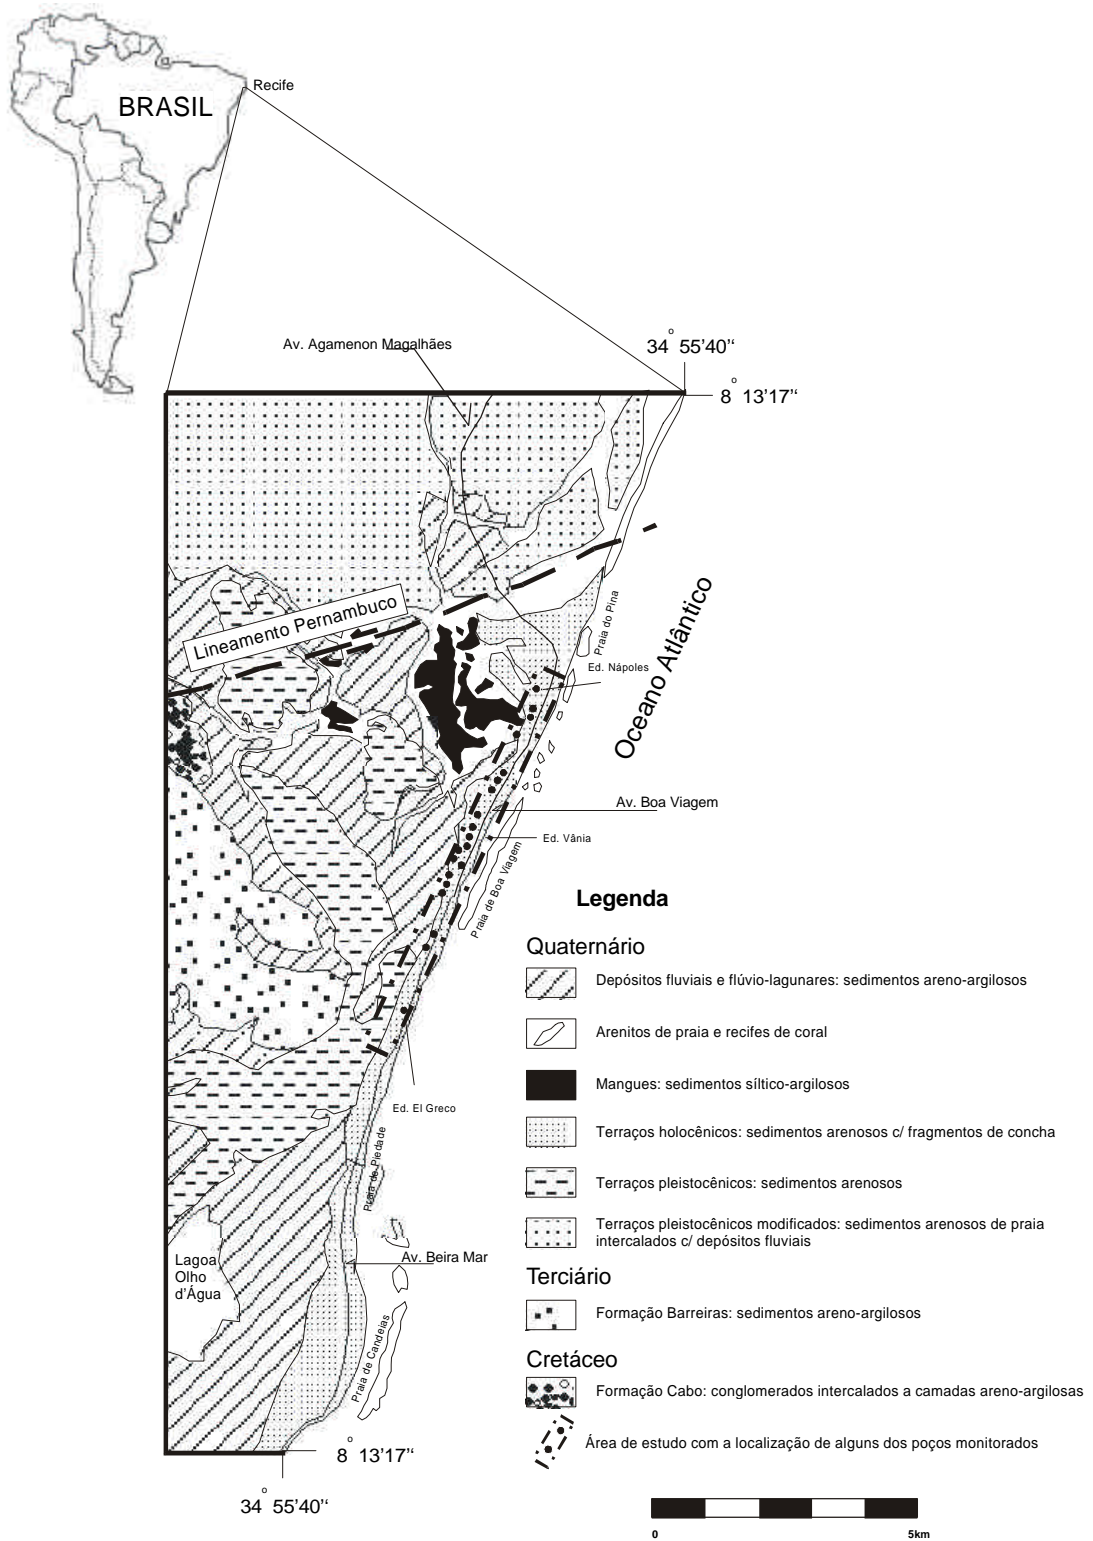 Recife
BRASIL
Av. Agamenon Magalhães
34° 55'40"
8° 13'17"
Lineamento Pernambuco
Praia do Pina
Oceano Atlântico
Ed. Nápoles
Av. Boa Viagem
Ed. Vânia
Praia de Boa Viagem
Ed. El Greco
Praia de Piedade
Av. Beira Mar
Lagoa
Olho
d'Água
Praia de Candeias
8° 13'17"
34° 55'40"
Legenda
Quaternário
Depósitos fluviais e flúvio-lagunares: sedimentos areno-argilosos
Arenitos de praia e recifes de coral
Mangues: sedimentos síltico-argilosos
Terraços holocênicos: sedimentos arenosos c/ fragmentos de concha
Terraços pleistocênicos: sedimentos arenosos
Terraços pleistocênicos modificados: sedimentos arenosos de praia
intercalados c/ depósitos fluviais
Terciário
Formação Barreiras: sedimentos areno-argilosos
Cretáceo
Formação Cabo: conglomerados intercalados a camadas areno-argilosas
Área de estudo com a localização de alguns dos poços monitorados
0 5km